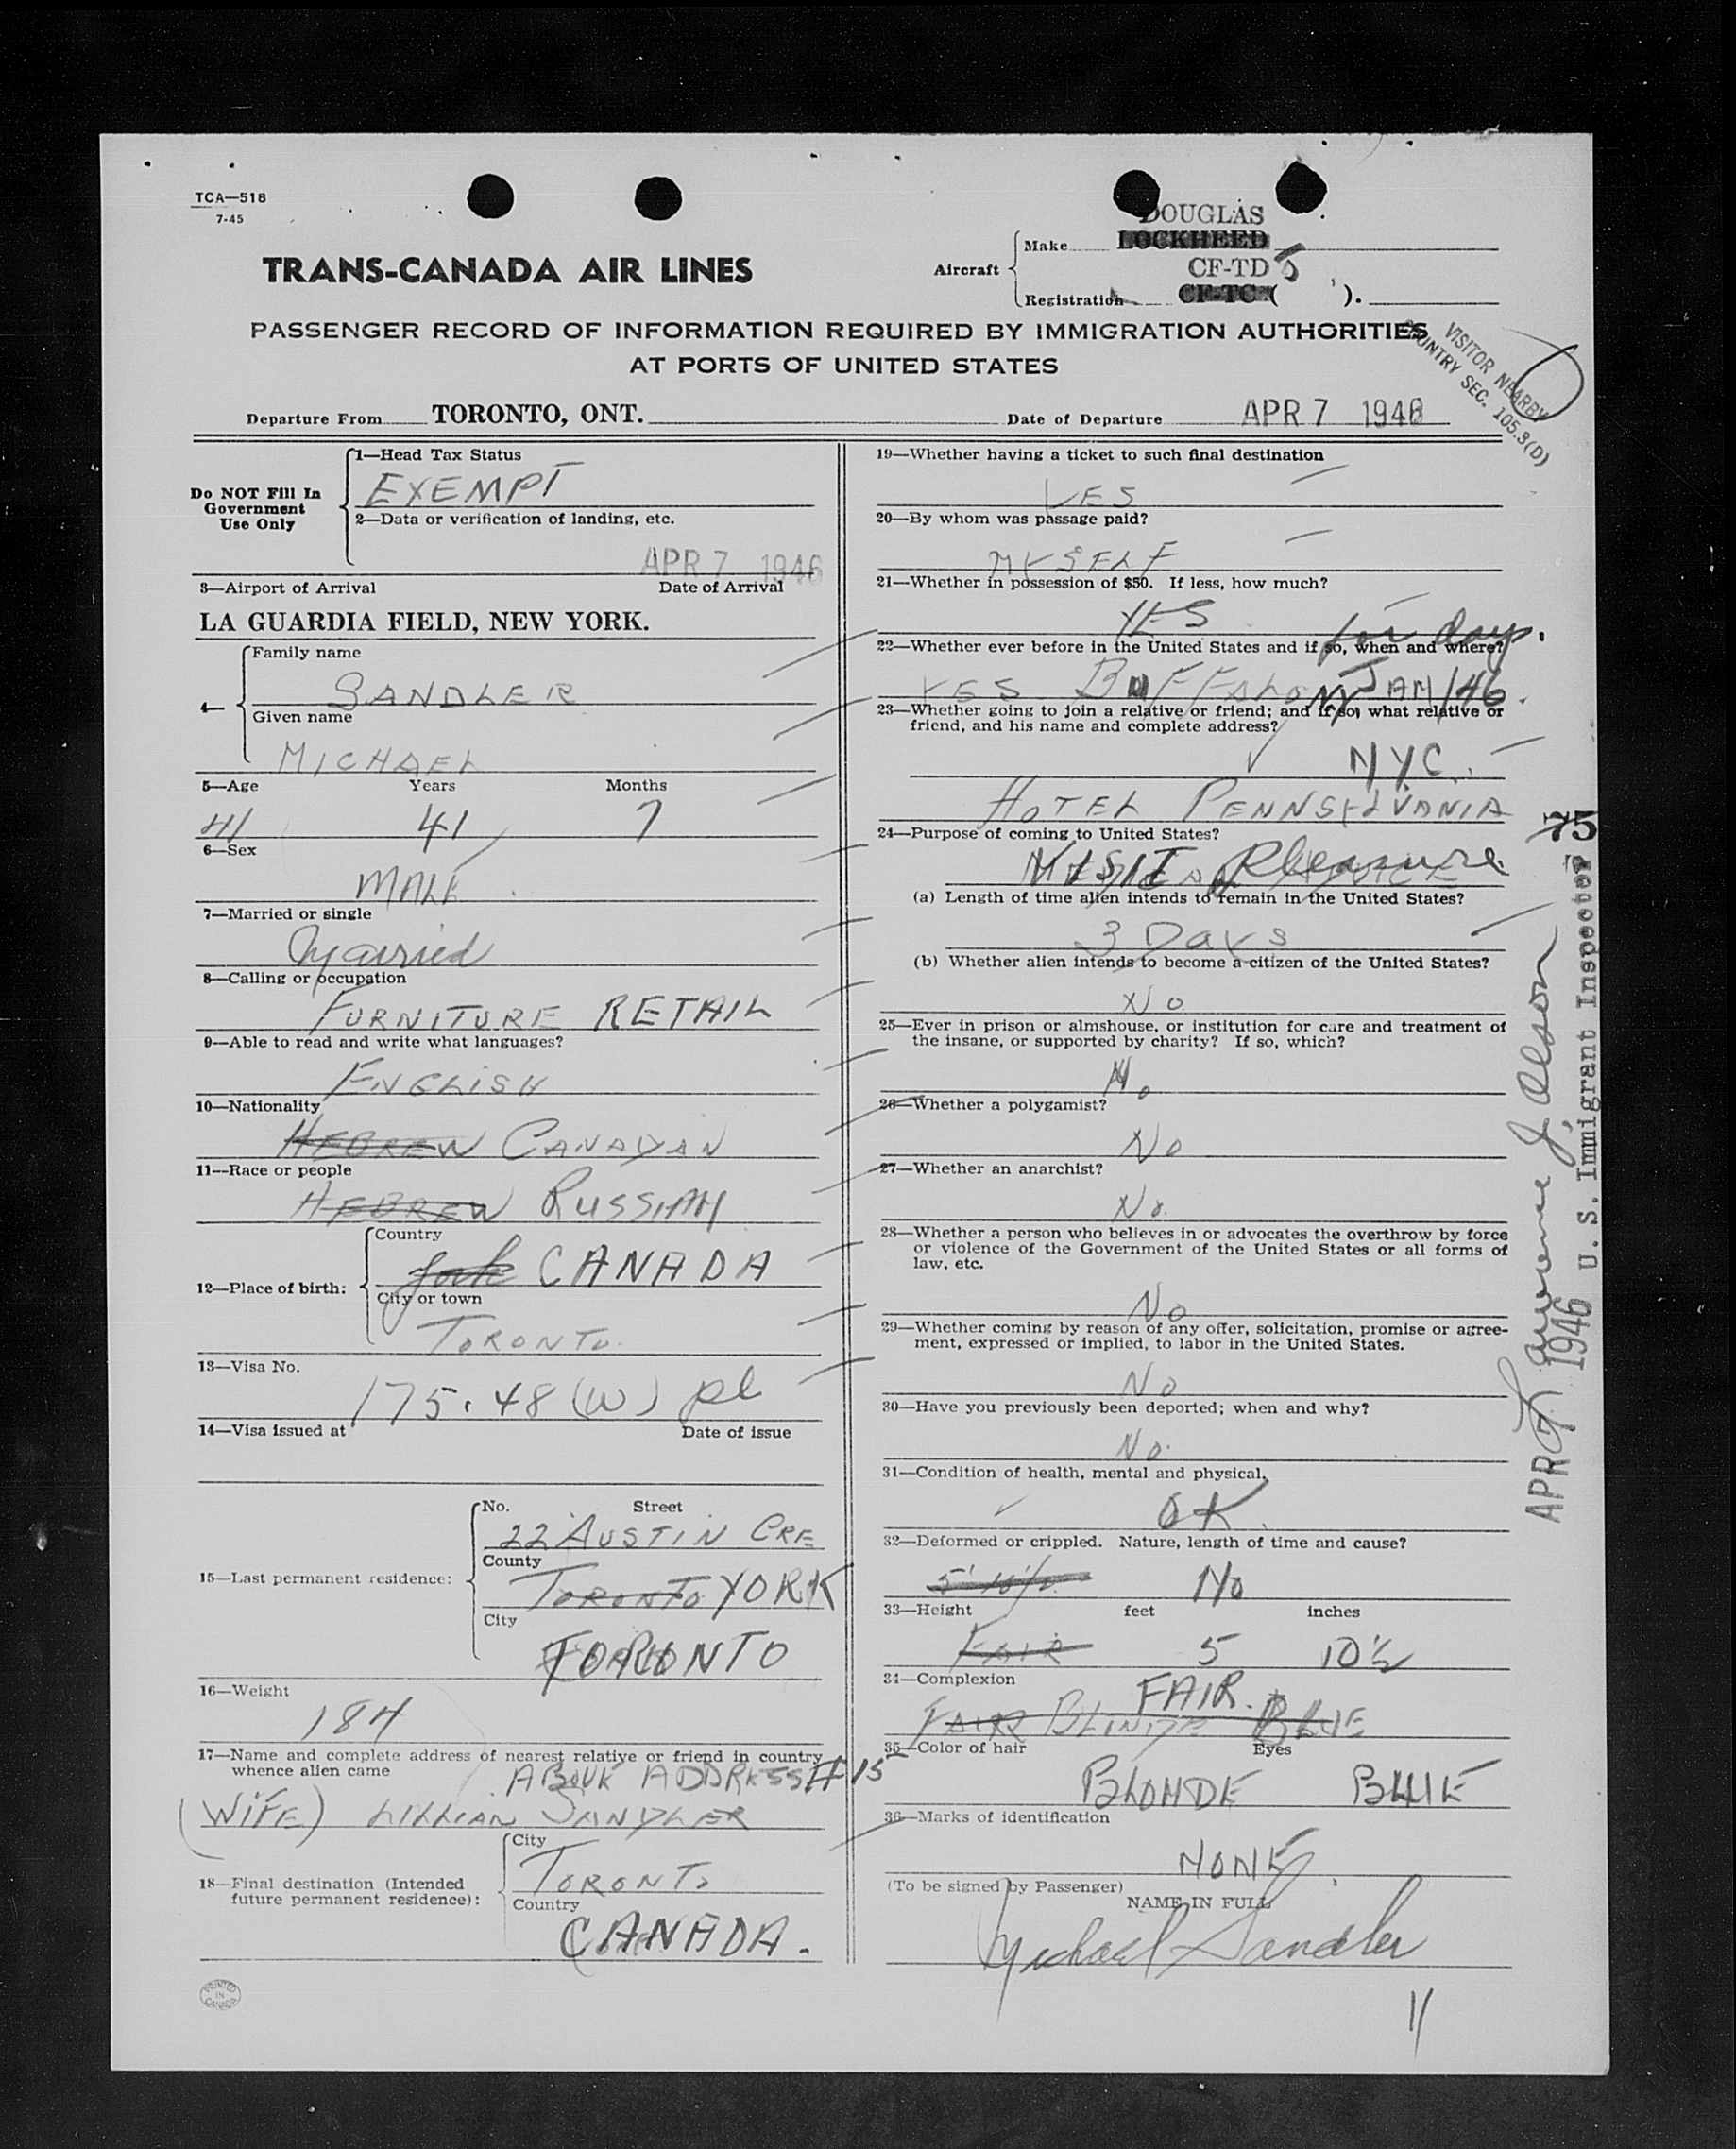 TCA—518
7-45
DOUGLAS
Aircraft
Make LOCKHEED
CF-TD
Registration CF-TC ( ).
TRANS-CANADA AIR LINES
PASSENGER RECORD OF INFORMATION REQUIRED BY IMMIGRATION AUTHORITIES
AT PORTS OF UNITED STATES
VISITOR NEARBY
COUNTRY SEC. 105.3(D)
Departure From TORONTO, ONT.
Date of Departure APR 7 1946
Do NOT Fill In
Government
Use Only
1—Head Tax Status
EXEMPT
2—Data or verification of landing, etc.
APR 7 1946
3—Airport of Arrival Date of Arrival
LA GUARDIA FIELD, NEW YORK.
4—
Family name
SANDLER
Given name
MICHAEL
5—Age Years Months
41 41 7
6—Sex
MALE
7—Married or single
Married
8—Calling or occupation
FURNITURE RETAIL
9—Able to read and write what languages?
ENGLISH
10—Nationality
HEBREW CANADYAN
11—Race or people
HEBREW RUSSIAN
12—Place of birth:
Country
CANADA
City or town
TORONTO
13—Visa No.
175.48 (W) pl
14—Visa issued at Date of issue
15—Last permanent residence:
No. Street
22 AUSTIN CRE
County
TORONTO YORK
City
TORONTO
16—Weight
184
17—Name and complete address of nearest relative or friend in country
whence alien came
ABOVE ADDRESS #15
(WIFE) LILLIAN SANDLER
18—Final destination (Intended
future permanent residence):
City
TORONTO
Country
CANADA.
PRINTED
IN
CANADA
19—Whether having a ticket to such final destination
YES
20—By whom was passage paid?
MYSELF
21—Whether in possession of $50. If less, how much?
YES
for day.
22—Whether ever before in the United States and if so, when and where?
YES BUFFALO NY JAN/46.
23—Whether going to join a relative or friend; and if so, what relative or
friend, and his name and complete address?
NYC.
HOTEL PENNSYLVANIA
24—Purpose of coming to United States?
VISIT Pleasure
(a) Length of time alien intends to remain in the United States?
3 Days
(b) Whether alien intends to become a citizen of the United States?
No
25—Ever in prison or almshouse, or institution for care and treatment of
the insane, or supported by charity? If so, which?
No
26—Whether a polygamist?
No
27—Whether an anarchist?
No.
28—Whether a person who believes in or advocates the overthrow by force
or violence of the Government of the United States or all forms of
law, etc.
No
29—Whether coming by reason of any offer, solicitation, promise or agree-
ment, expressed or implied, to labor in the United States.
No
30—Have you previously been deported; when and why?
No.
31—Condition of health, mental and physical.
OK.
32—Deformed or crippled. Nature, length of time and cause?
5' 10½ No
33—Height feet inches
FAIR 5 10½
34—Complexion
FAIR.
FAIR BLONDE BLUE
35—Color of hair Eyes
BLONDE BLUE
36—Marks of identification
NONE.
(To be signed by Passenger)
NAME IN FULL
Michael Sandler
11
75
U. S. Immigrant Inspector
Lawrence J. Olson
APR 7 1946